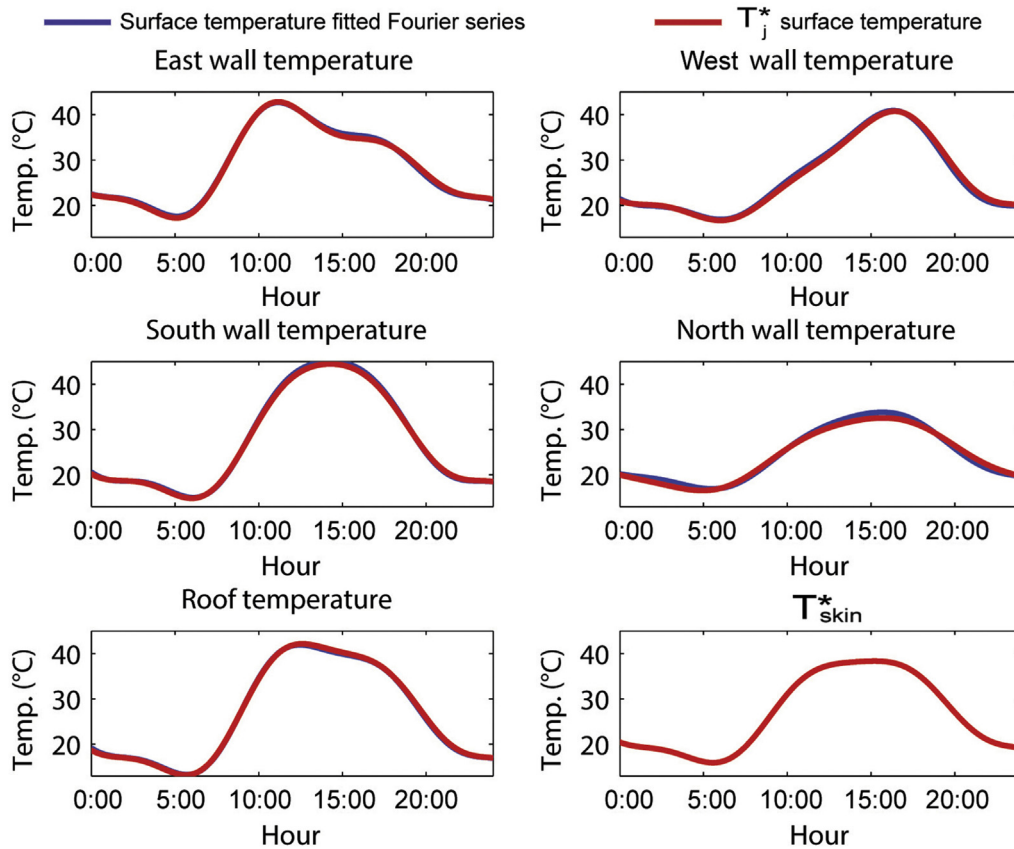 Surface temperature fitted Fourier series
T*j surface temperature
East wall temperature
Temp. (°C)
40
30
20
0:00 5:00 10:00 15:00 20:00
Hour
West wall temperature
Temp. (°C)
40
30
20
0:00 5:00 10:00 15:00 20:00
Hour
South wall temperature
Temp. (°C)
40
30
20
0:00 5:00 10:00 15:00 20:00
Hour
North wall temperature
Temp. (°C)
40
30
20
0:00 5:00 10:00 15:00 20:00
Hour
Roof temperature
Temp. (°C)
40
30
20
0:00 5:00 10:00 15:00 20:00
Hour
T*skin
Temp. (°C)
40
30
20
0:00 5:00 10:00 15:00 20:00
Hour